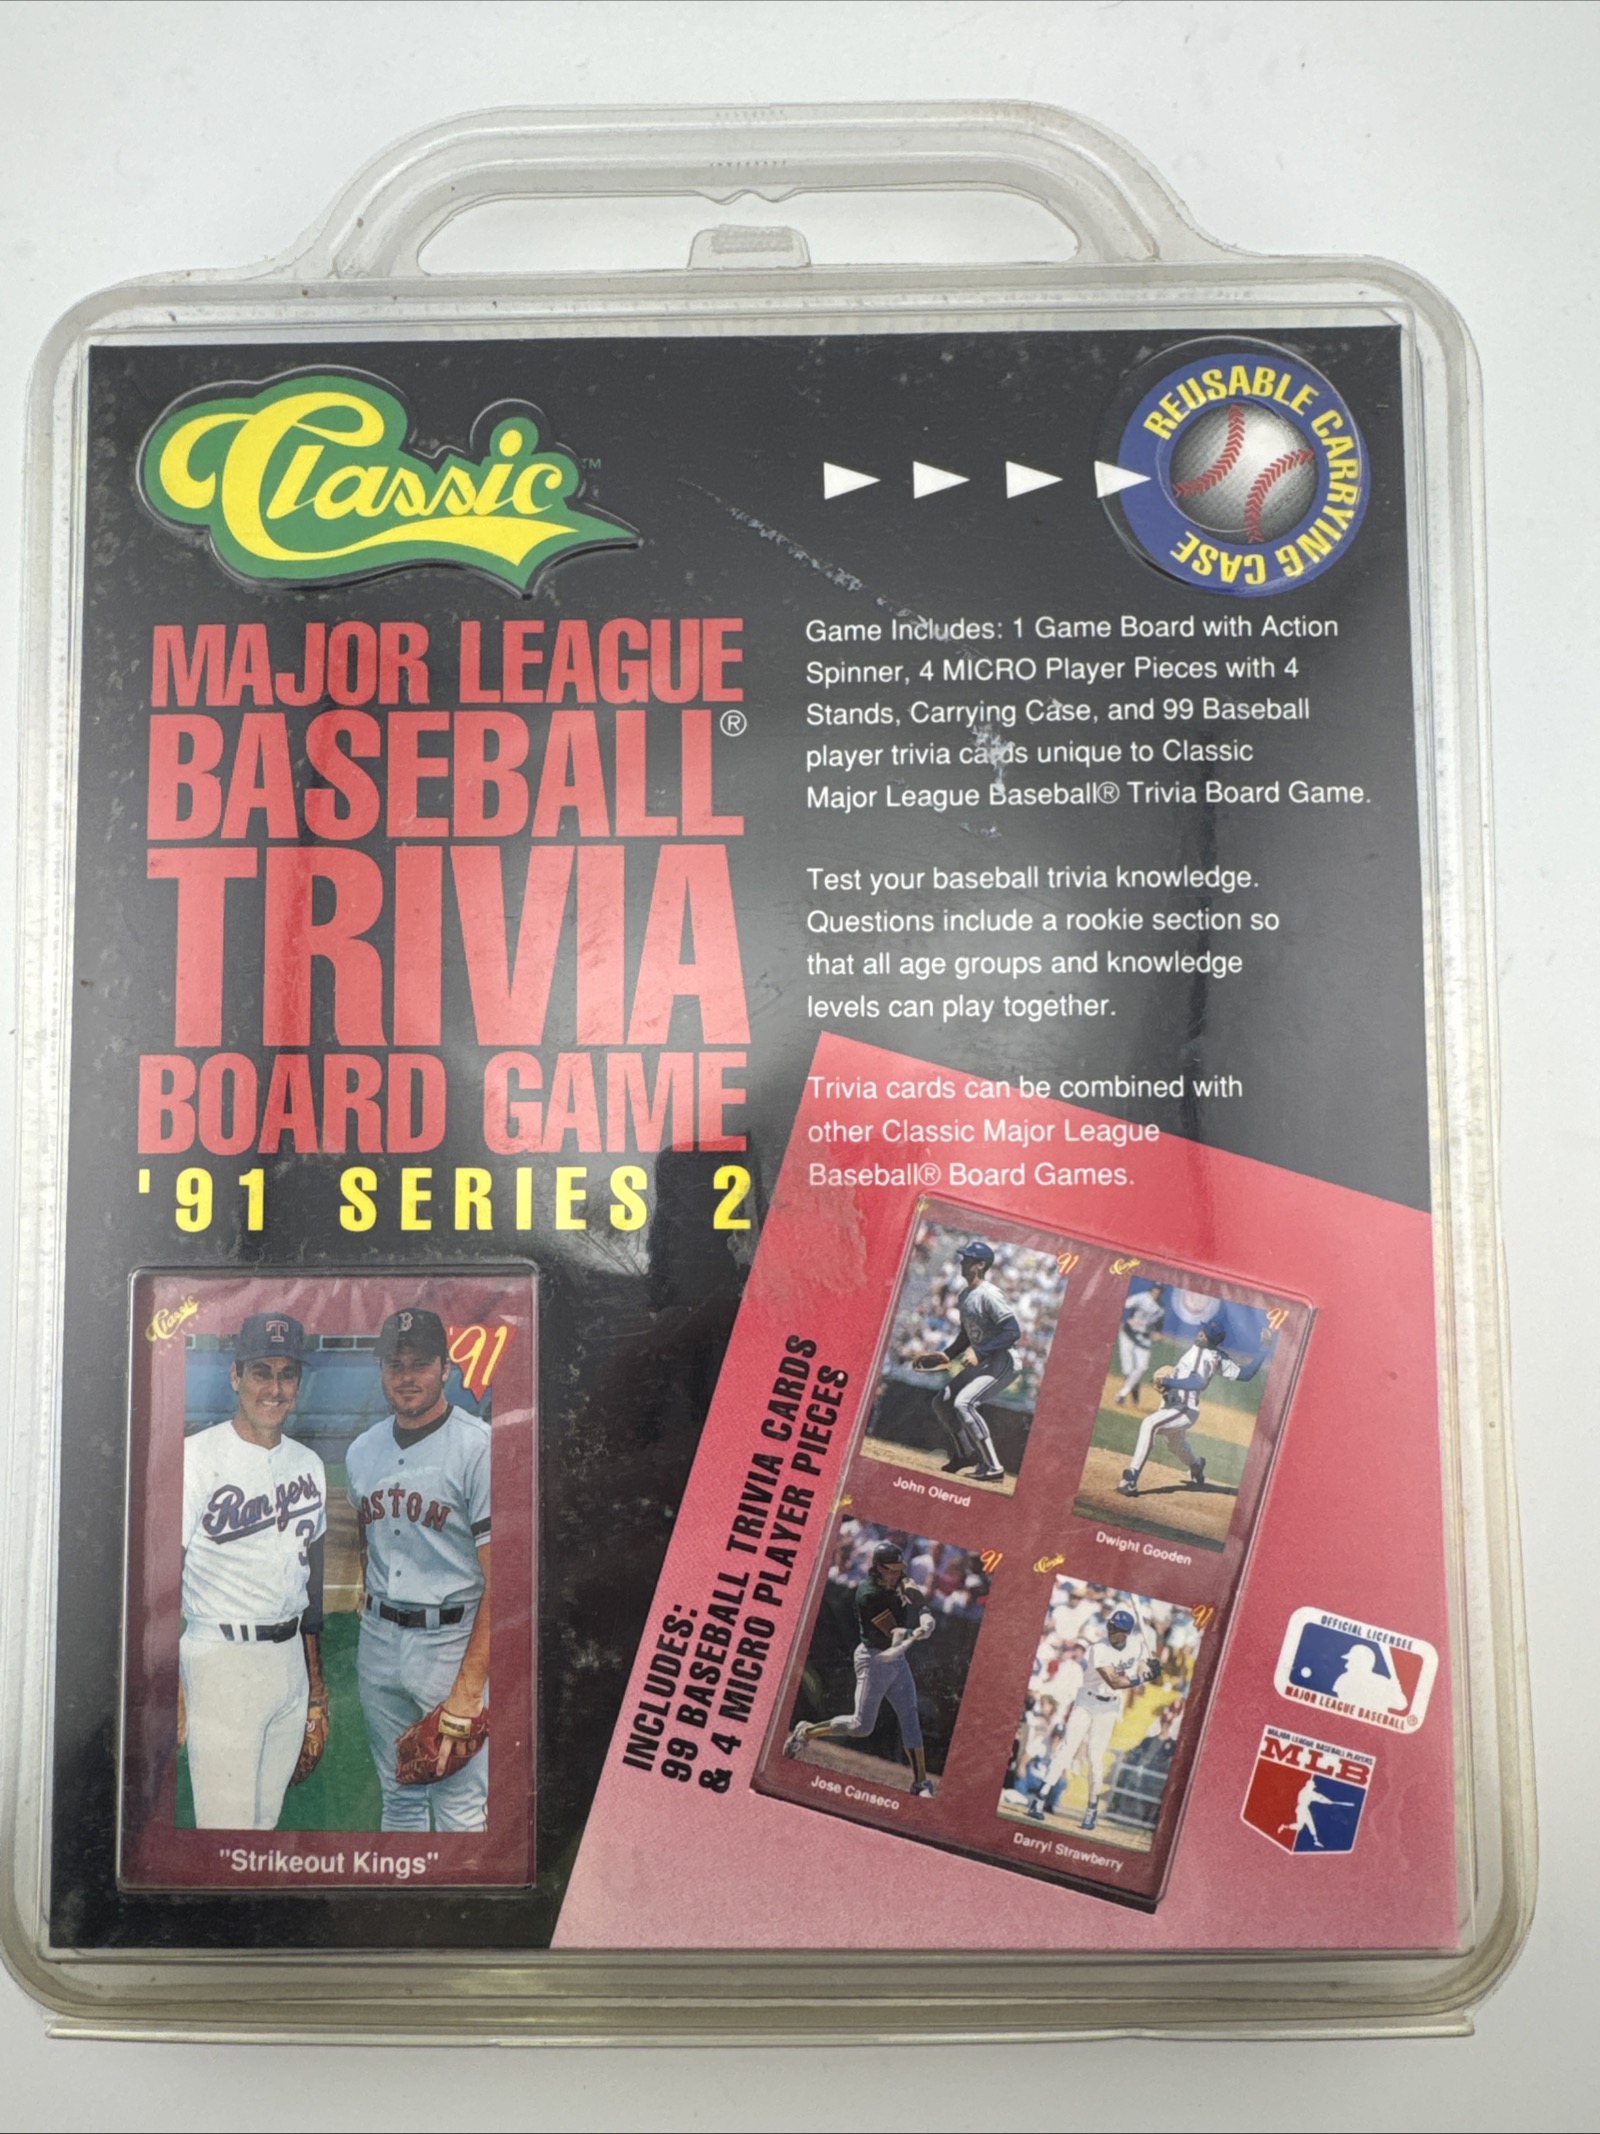 Classic™
REUSABLE CARRYING CASE
MAJOR LEAGUE
BASEBALL®
TRIVIA
BOARD GAME
'91 SERIES 2
Game Includes: 1 Game Board with Action
Spinner, 4 MICRO Player Pieces with 4
Stands, Carrying Case, and 99 Baseball
player trivia cards unique to Classic
Major League Baseball® Trivia Board Game.
Test your baseball trivia knowledge.
Questions include a rookie section so
that all age groups and knowledge
levels can play together.
Trivia cards can be combined with
other Classic Major League
Baseball® Board Games.
Classic
'91
T
B
Rangers
3
OSTON
"Strikeout Kings"
INCLUDES:
99 BASEBALL TRIVIA CARDS
& 4 MICRO PLAYER PIECES
'91
John Olerud
Classic
'91
Dwight Gooden
'91
Jose Canseco
Classic
'91
Darryl Strawberry
OFFICIAL LICENSEE
MAJOR LEAGUE BASEBALL®
MAJOR LEAGUE BASEBALL PLAYERS
MLB